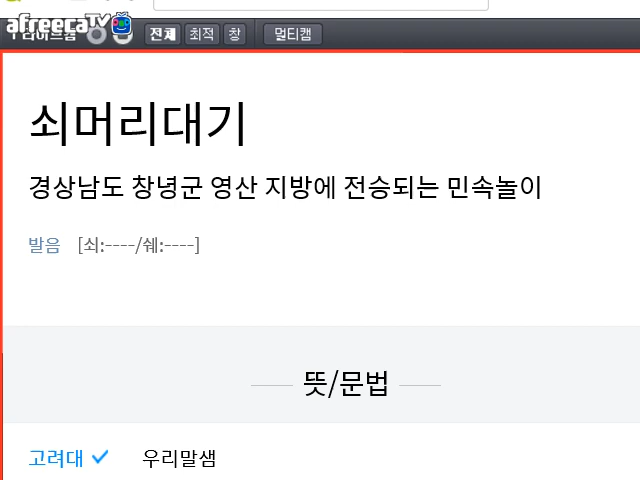 afreecaTV
전체 최적 창 멀티캠
쇠머리대기
경상남도 창녕군 영산 지방에 전승되는 민속놀이
발음 [쇠:----/쉐:----]
뜻/문법
고려대 우리말샘